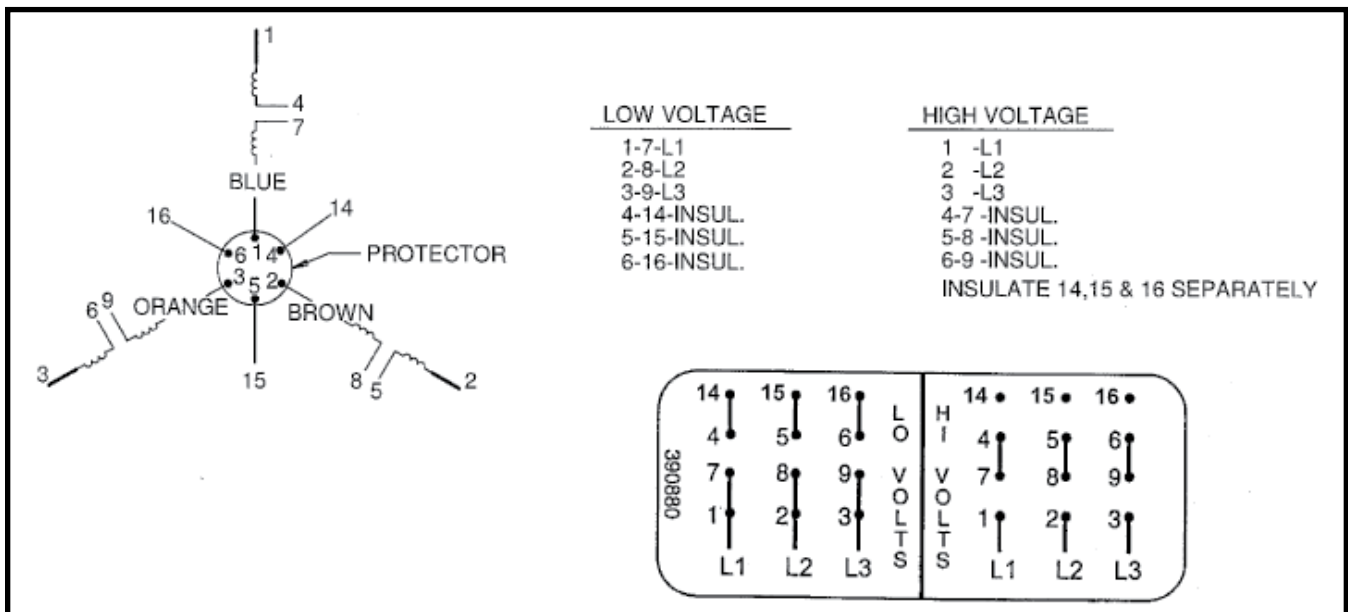 1
4
7
BLUE
16
14
6 1 4
3 5 2
PROTECTOR
ORANGE
BROWN
6 9
3
15
8
5
2
LOW VOLTAGE
1-7-L1
2-8-L2
3-9-L3
4-14-INSUL.
5-15-INSUL.
6-16-INSUL.
HIGH VOLTAGE
1 -L1
2 -L2
3 -L3
4-7 -INSUL.
5-8 -INSUL.
6-9 -INSUL.
INSULATE 14,15 & 16 SEPARATELY
390880
14 15 16
4 5 6
7 8 9
1 2 3
L1 L2 L3
LO VOLTS
HI VOLTS
14 15 16
4 5 6
7 8 9
1 2 3
L1 L2 L3